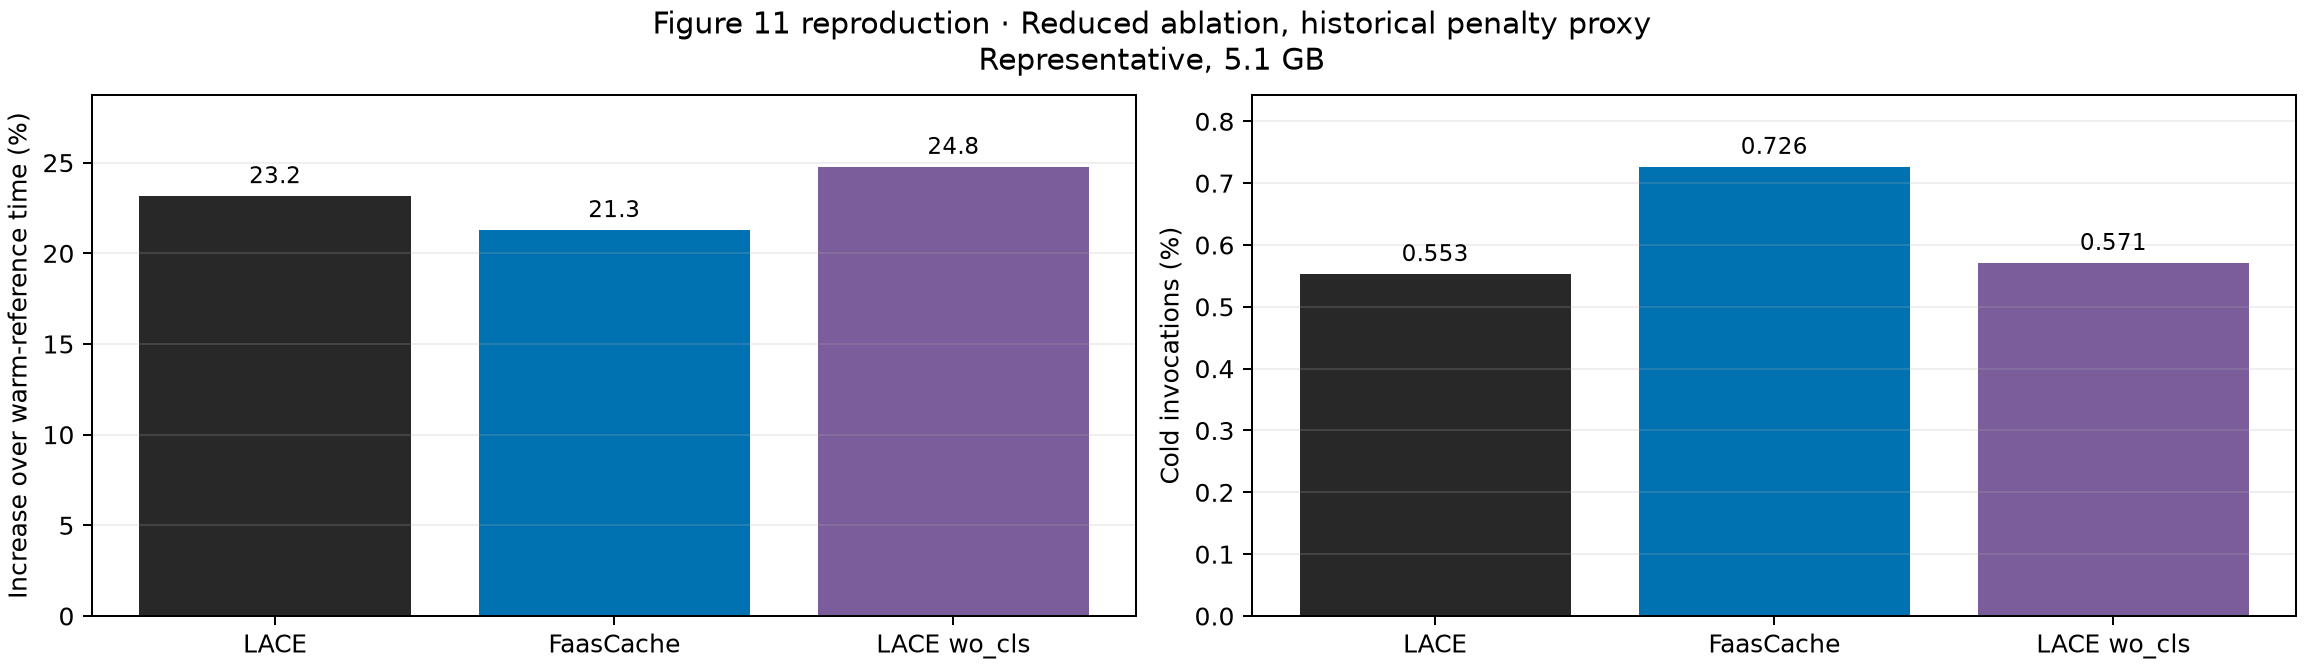 Figure 11 reproduction · Reduced ablation, historical penalty proxy
Representative, 5.1 GB
Increase over warm-reference time (%)
25
20
15
10
5
0
23.2
21.3
24.8
LACE
FaasCache
LACE wo_cls
Cold invocations (%)
0.8
0.7
0.6
0.5
0.4
0.3
0.2
0.1
0.0
0.553
0.726
0.571
LACE
FaasCache
LACE wo_cls